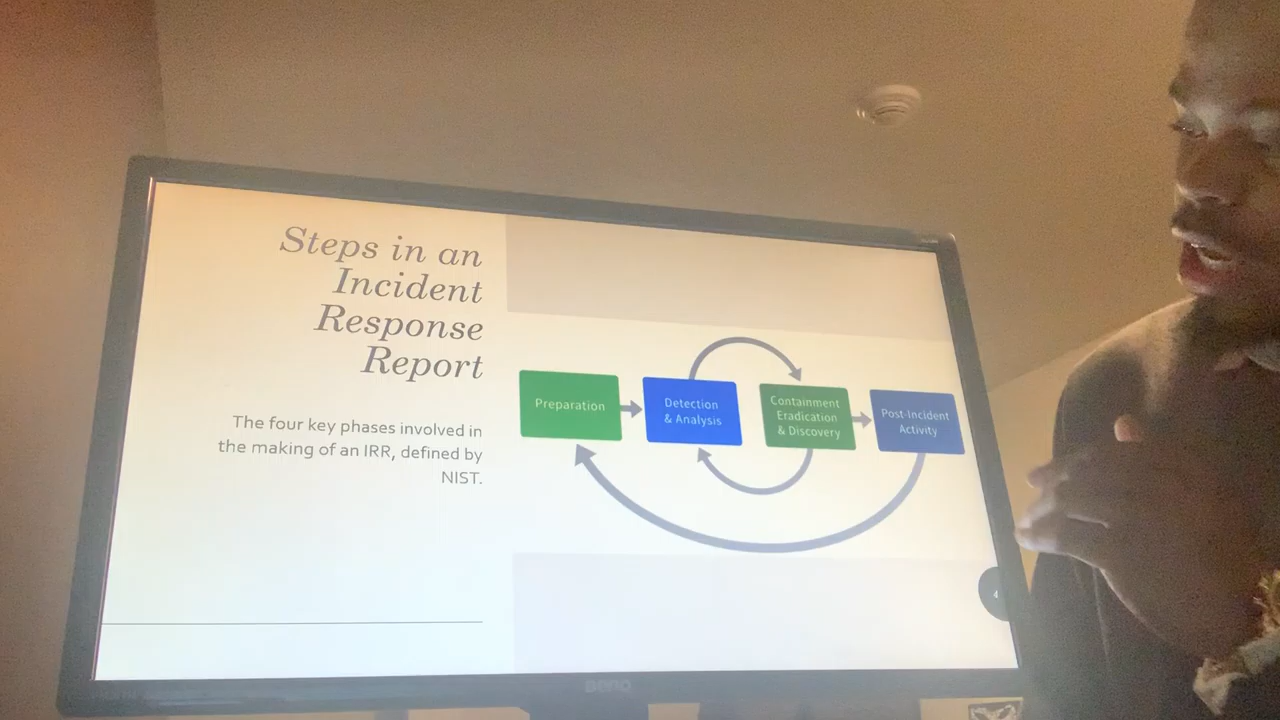 Steps in an
Incident
Response
Report
The four key phases involved in
the making of an IRR, defined by
NIST.
Preparation
Detection
& Analysis
Containment
Eradication
& Discovery
Post-Incident
Activity
4
BenQ